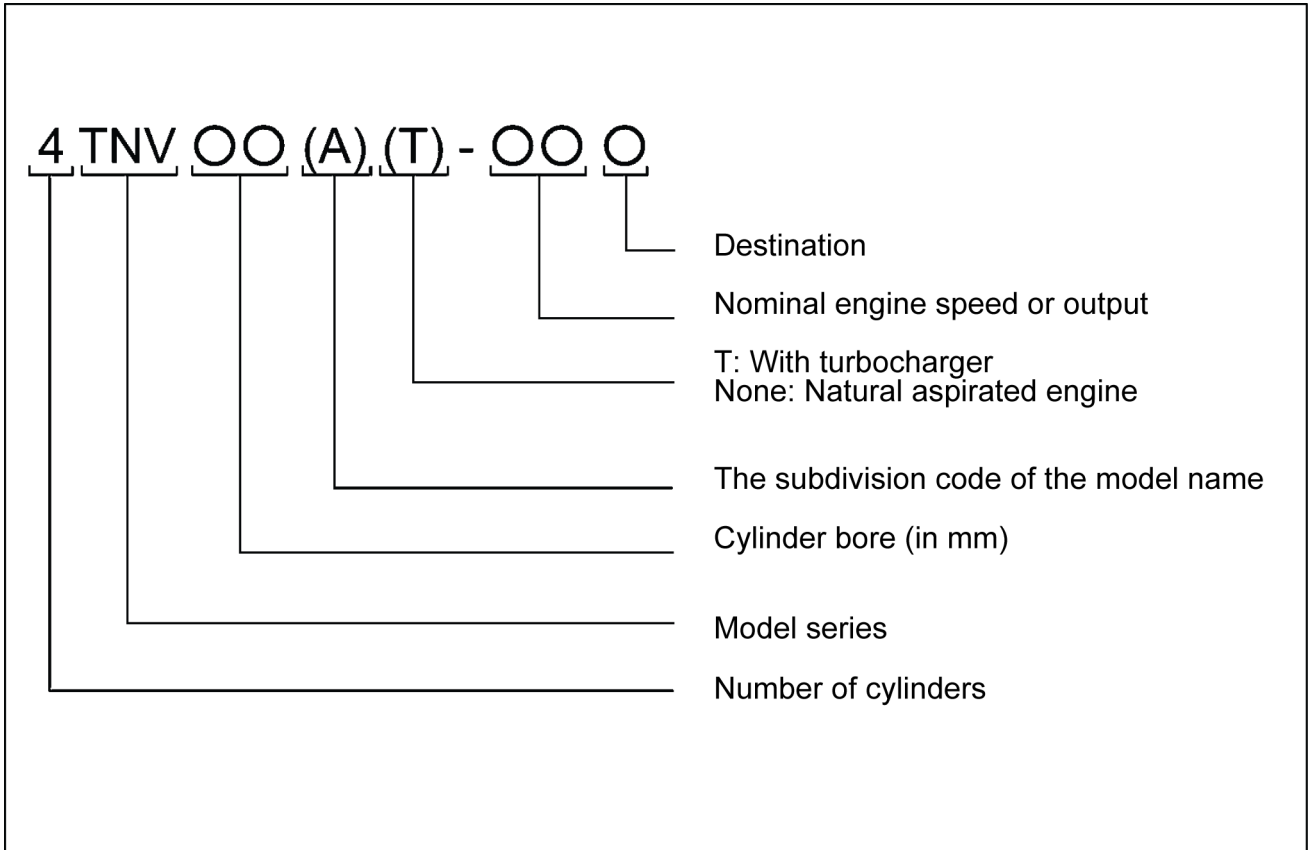 4 TNV OO (A) (T) - OO O
Destination
Nominal engine speed or output
T: With turbocharger
None: Natural aspirated engine
The subdivision code of the model name
Cylinder bore (in mm)
Model series
Number of cylinders